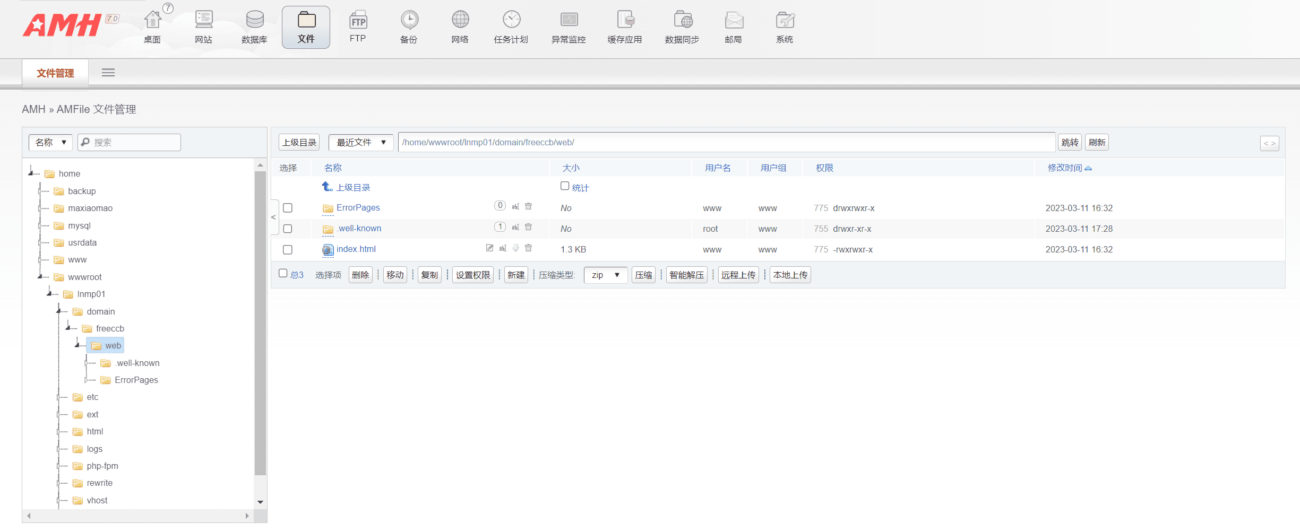 AMH 7.0
?
桌面 网站 数据库 文件 FTP 备份 网络 任务计划 异常监控 缓存应用 数据同步 邮局 系统
文件管理
AMH » AMFile 文件管理
名称 ▼ 搜索
home
backup
maxiaomao
mysql
usrdata
www
wwwroot
lnmp01
domain
freeccb
web
.well-known
ErrorPages
etc
ext
html
logs
php-fpm
rewrite
vhost
上级目录 最近文件 ▼ /home/wwwroot/lnmp01/domain/freeccb/web/ 跳转 刷新 < >
选择 名称 大小 用户名 用户组 权限 修改时间
上级目录 统计
ErrorPages 0 No www www 775 drwxrwxr-x 2023-03-11 16:32
.well-known 1 No root www 755 drwxr-xr-x 2023-03-11 17:28
index.html 1.3 KB www www 775 -rwxrwxr-x 2023-03-11 16:32
<
总3 选择项 删除 | 移动 | 复制 | 设置权限 | 新建 | 压缩类型: zip ▼ 压缩 | 智能解压 | 远程上传 | 本地上传